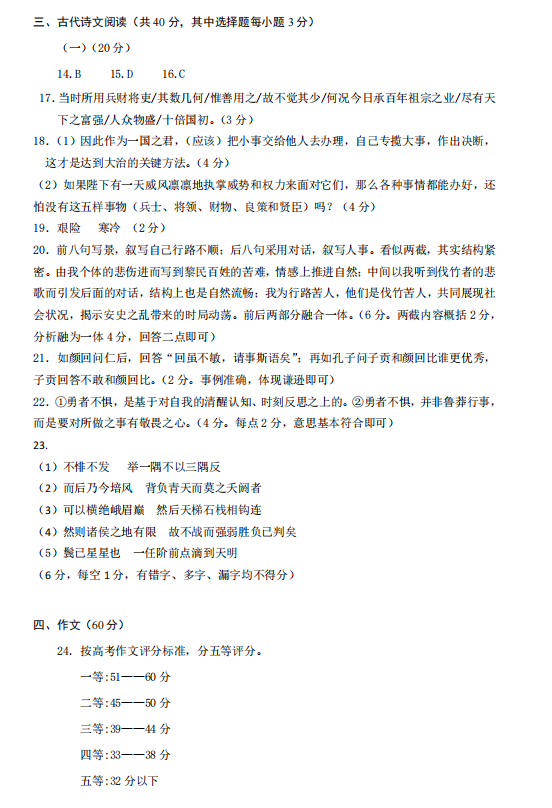 三、古代诗文阅读（共 40 分，其中选择题每小题 3 分）
（一）（20 分）
14.B 15.D 16.C
17.当时所用兵财将吏/其数几何/惟善用之/故不觉其少/何况今日承百年祖宗之业/尽有天
下之富强/人众物盛/十倍国初。（3 分）
18.（1）因此作为一国之君，（应该）把小事交给他人去办理，自己专揽大事，作出决断，
这才是达到大治的关键方法。（4 分）
（2）如果陛下有一天威风凛凛地执掌威势和权力来面对它们，那么各种事情都能办好，还
怕没有这五样事物（兵士、将领、财物、良策和贤臣）吗？（4 分）
19．艰险 寒冷 （2 分）
20．前八句写景，叙写自己行路不顺；后八句采用对话，叙写人事。看似两截，其实结构紧
密。由我个体的悲伤进而写到黎民百姓的苦难，情感上推进自然；中间以我听到伐竹者的悲
歌而引发后面的对话，结构上也是自然流畅；我为行路苦人，他们是伐竹苦人，共同展现社
会状况，揭示安史之乱带来的时局动荡。前后两部分融合一体。（6 分。两截内容概括 2 分，
分析融为一体 4 分，回答二点即可）
21．如颜回问仁后，回答“回虽不敏，请事斯语矣”；再如孔子问子贡和颜回比谁更优秀，
子贡回答不敢和颜回比。（2 分。事例准确，体现谦逊即可）
22．①勇者不惧，是基于对自我的清醒认知、时刻反思之上的。②勇者不惧，并非鲁莽行事，
而是要对所做之事有敬畏之心。（4 分。每点 2 分，意思基本符合即可）
23.
（1）不悱不发 举一隅不以三隅反
（2）而后乃今培风 背负青天而莫之夭阏者
（3）可以横绝峨眉巅 然后天梯石栈相钩连
（4）然则诸侯之地有限 故不战而强弱胜负已判矣
（5）鬓已星星也 一任阶前点滴到天明
（6 分，每空 1 分，有错字、多字、漏字均不得分）
四、作文（60 分）
24．按高考作文评分标准，分五等评分。
一等:51——60 分
二等:45——50 分
三等:39——44 分
四等:33——38 分
五等:32 分以下